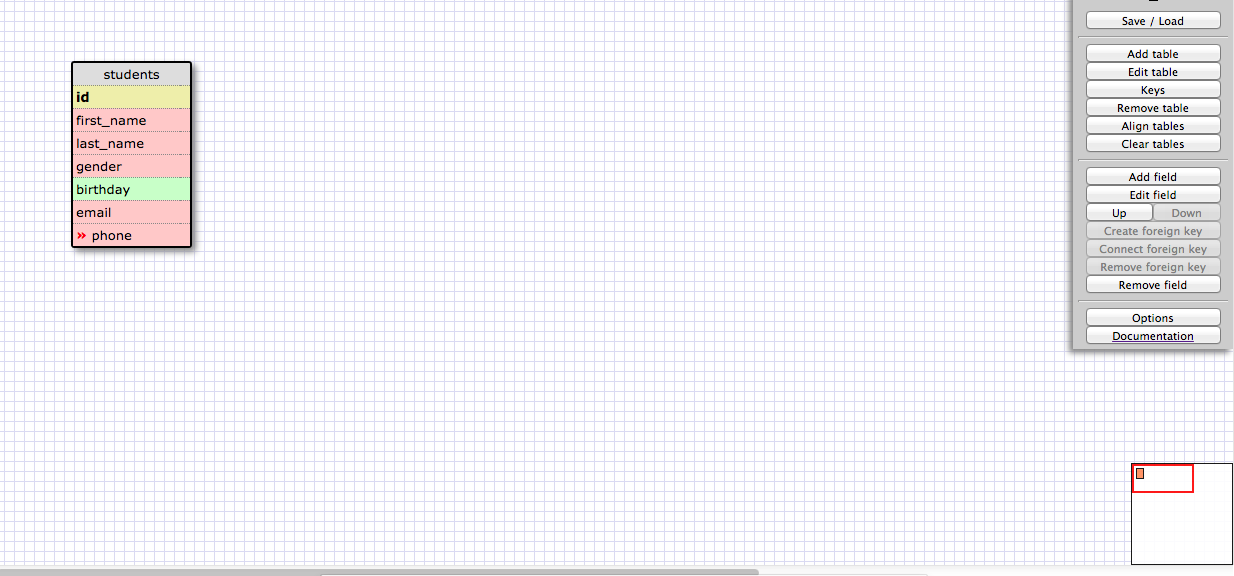 students
id
first_name
last_name
gender
birthday
email
» phone
Save / Load
Add table
Edit table
Keys
Remove table
Align tables
Clear tables
Add field
Edit field
Up Down
Create foreign key
Connect foreign key
Remove foreign key
Remove field
Options
Documentation